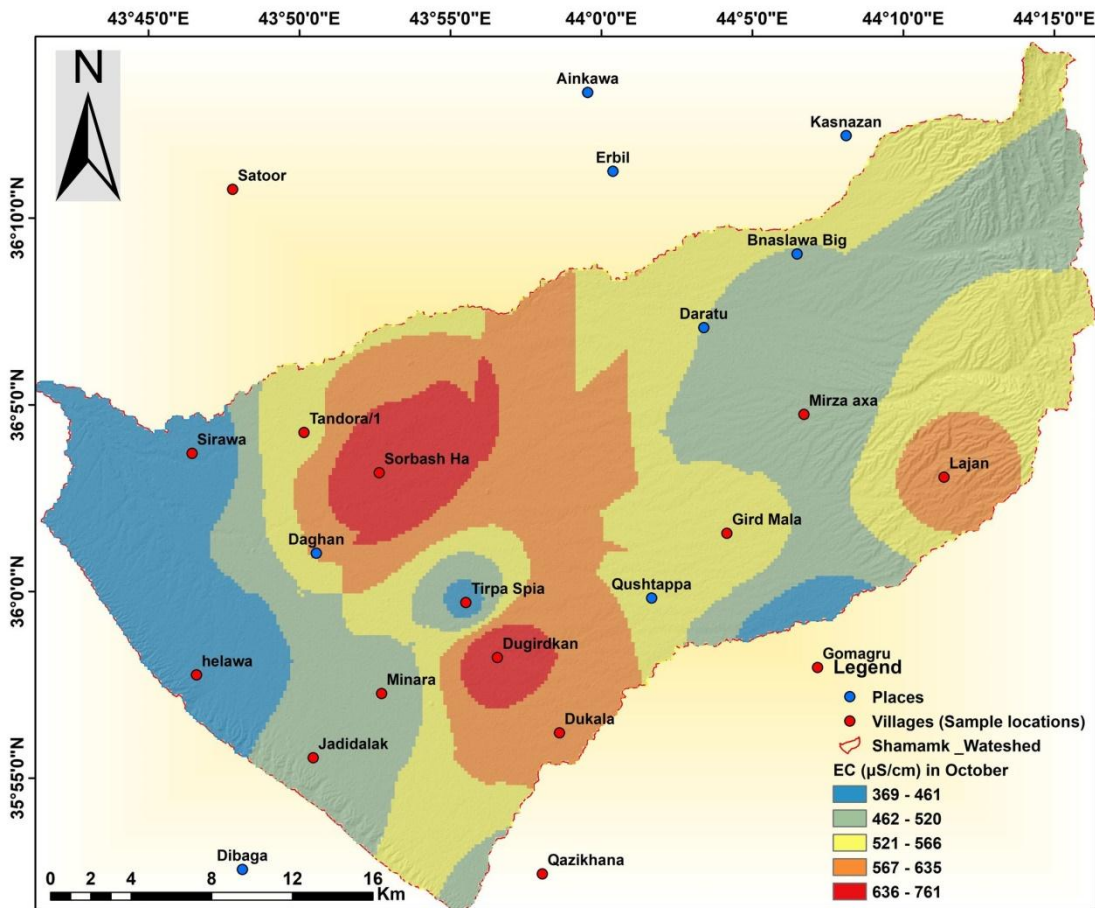 43°45'0"E 43°50'0"E 43°55'0"E 44°0'0"E 44°5'0"E 44°10'0"E 44°15'0"E
N
Ainkawa
Kasnazan
Erbil
Satoor
36°10'0"N
Bnaslawa Big
Daratu
36°5'0"N
Mirza axa
Tandora/1
Sirawa
Sorbash Ha
Lajan
Gird Mala
Daghan
36°0'0"N
Tirpa Spia
Qushtappa
Dugirdkan
helawa
Minara
Dukala
Jadidalak
35°55'0"N
Gomagru
Legend
Places
Villages (Sample locations)
Shamamk _Wateshed
EC (µS/cm) in October
369 - 461
462 - 520
521 - 566
567 - 635
636 - 761
Qazikhana
Dibaga
0 2 4 8 12 16
Km